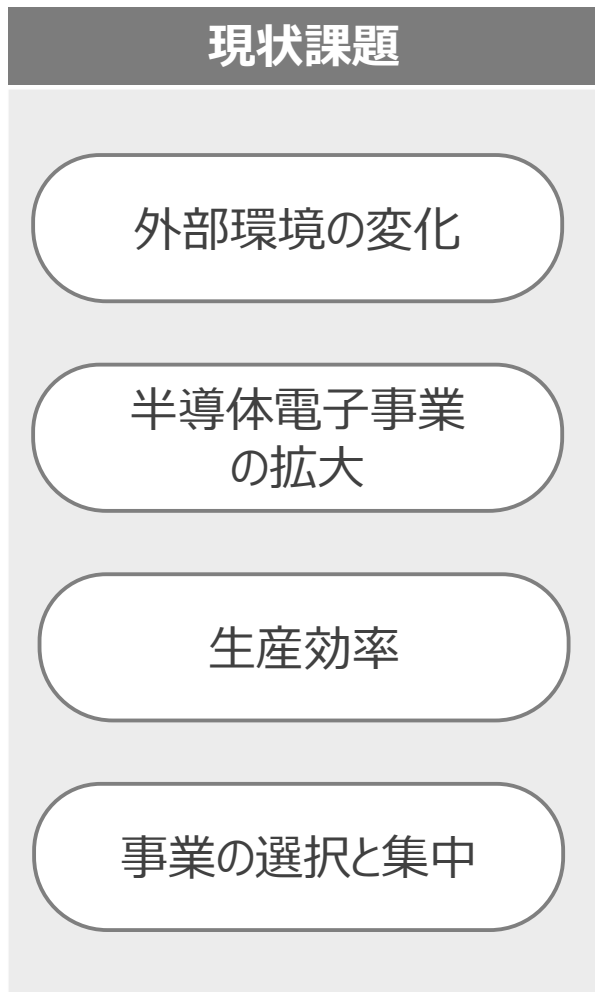 現状課題
外部環境の変化
半導体電子事業
の拡大
生産効率
事業の選択と集中